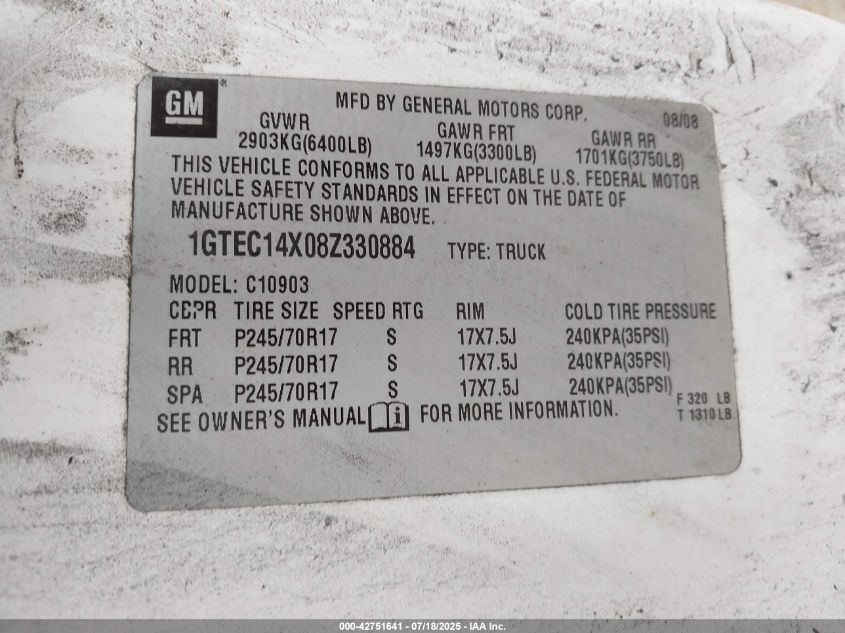 GM ®
MFD BY GENERAL MOTORS CORP. 08/08
GVWR GAWR FRT GAWR RR
2903KG(6400LB) 1497KG(3300LB) 1701KG(3750LB)
THIS VEHICLE CONFORMS TO ALL APPLICABLE U.S. FEDERAL MOTOR
VEHICLE SAFETY STANDARDS IN EFFECT ON THE DATE OF
MANUFACTURE SHOWN ABOVE.
1GTEC14X08Z330884 TYPE: TRUCK
MODEL: C10903
TIRE SIZE SPEED RTG RIM COLD TIRE PRESSURE
FRT P245/70R17 S 17X7.5J 240KPA(35PSI)
RR P245/70R17 S 17X7.5J 240KPA(35PSI)
SPA P245/70R17 S 17X7.5J 240KPA(35PSI)
SEE OWNER'S MANUAL i FOR MORE INFORMATION.
F 320 LB
T 1310 LB
000-42751641 - 07/18/2025 - IAA Inc.